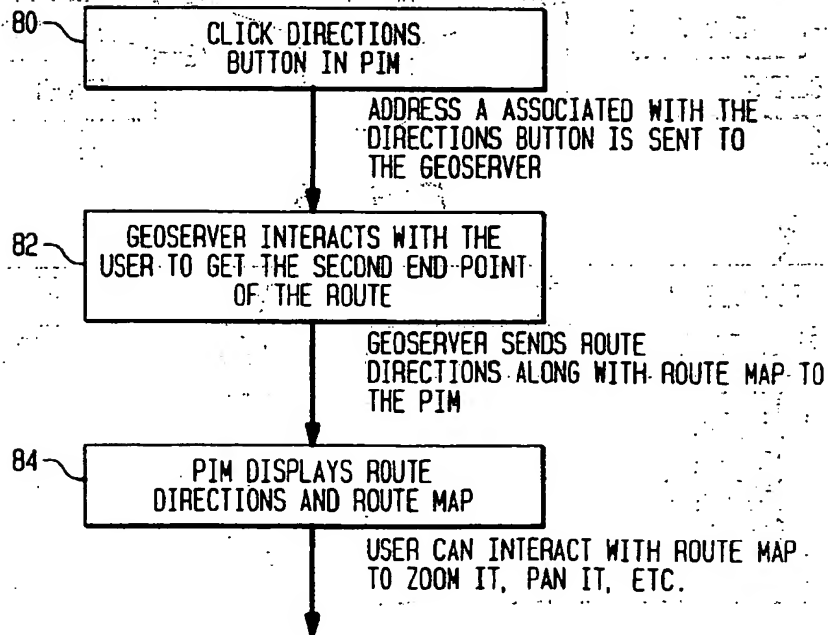 80
CLICK DIRECTIONS
BUTTON IN PIM
ADDRESS A ASSOCIATED WITH THE
DIRECTIONS BUTTON IS SENT TO
THE GEOSERVER
82
GEOSERVER INTERACTS WITH THE
USER TO GET THE SECOND END POINT
OF THE ROUTE
GEOSERVER SENDS ROUTE
DIRECTIONS ALONG WITH ROUTE MAP TO
THE PIM
84
PIM DISPLAYS ROUTE
DIRECTIONS AND ROUTE MAP
USER CAN INTERACT WITH ROUTE MAP
TO ZOOM IT, PAN IT, ETC.